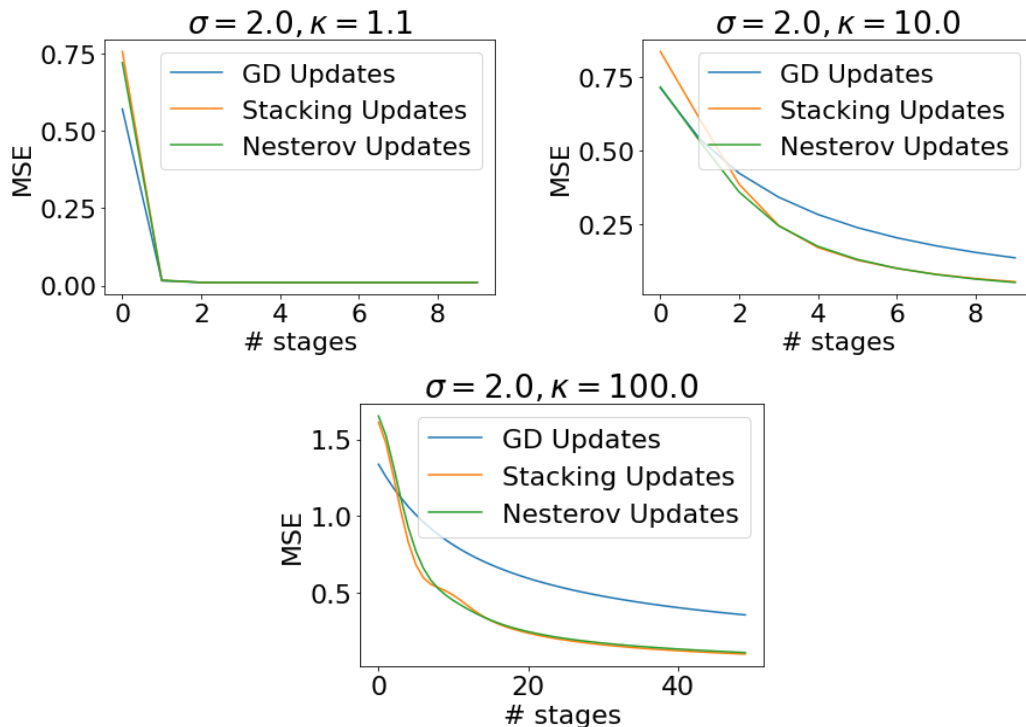 σ = 2.0, κ = 1.1
MSE
0.75
0.50
0.25
0.00
GD Updates
Stacking Updates
Nesterov Updates
0 2 4 6 8
# stages
σ = 2.0, κ = 10.0
MSE
0.75
0.50
0.25
GD Updates
Stacking Updates
Nesterov Updates
0 2 4 6 8
# stages
σ = 2.0, κ = 100.0
MSE
1.5
1.0
0.5
GD Updates
Stacking Updates
Nesterov Updates
0 20 40
# stages